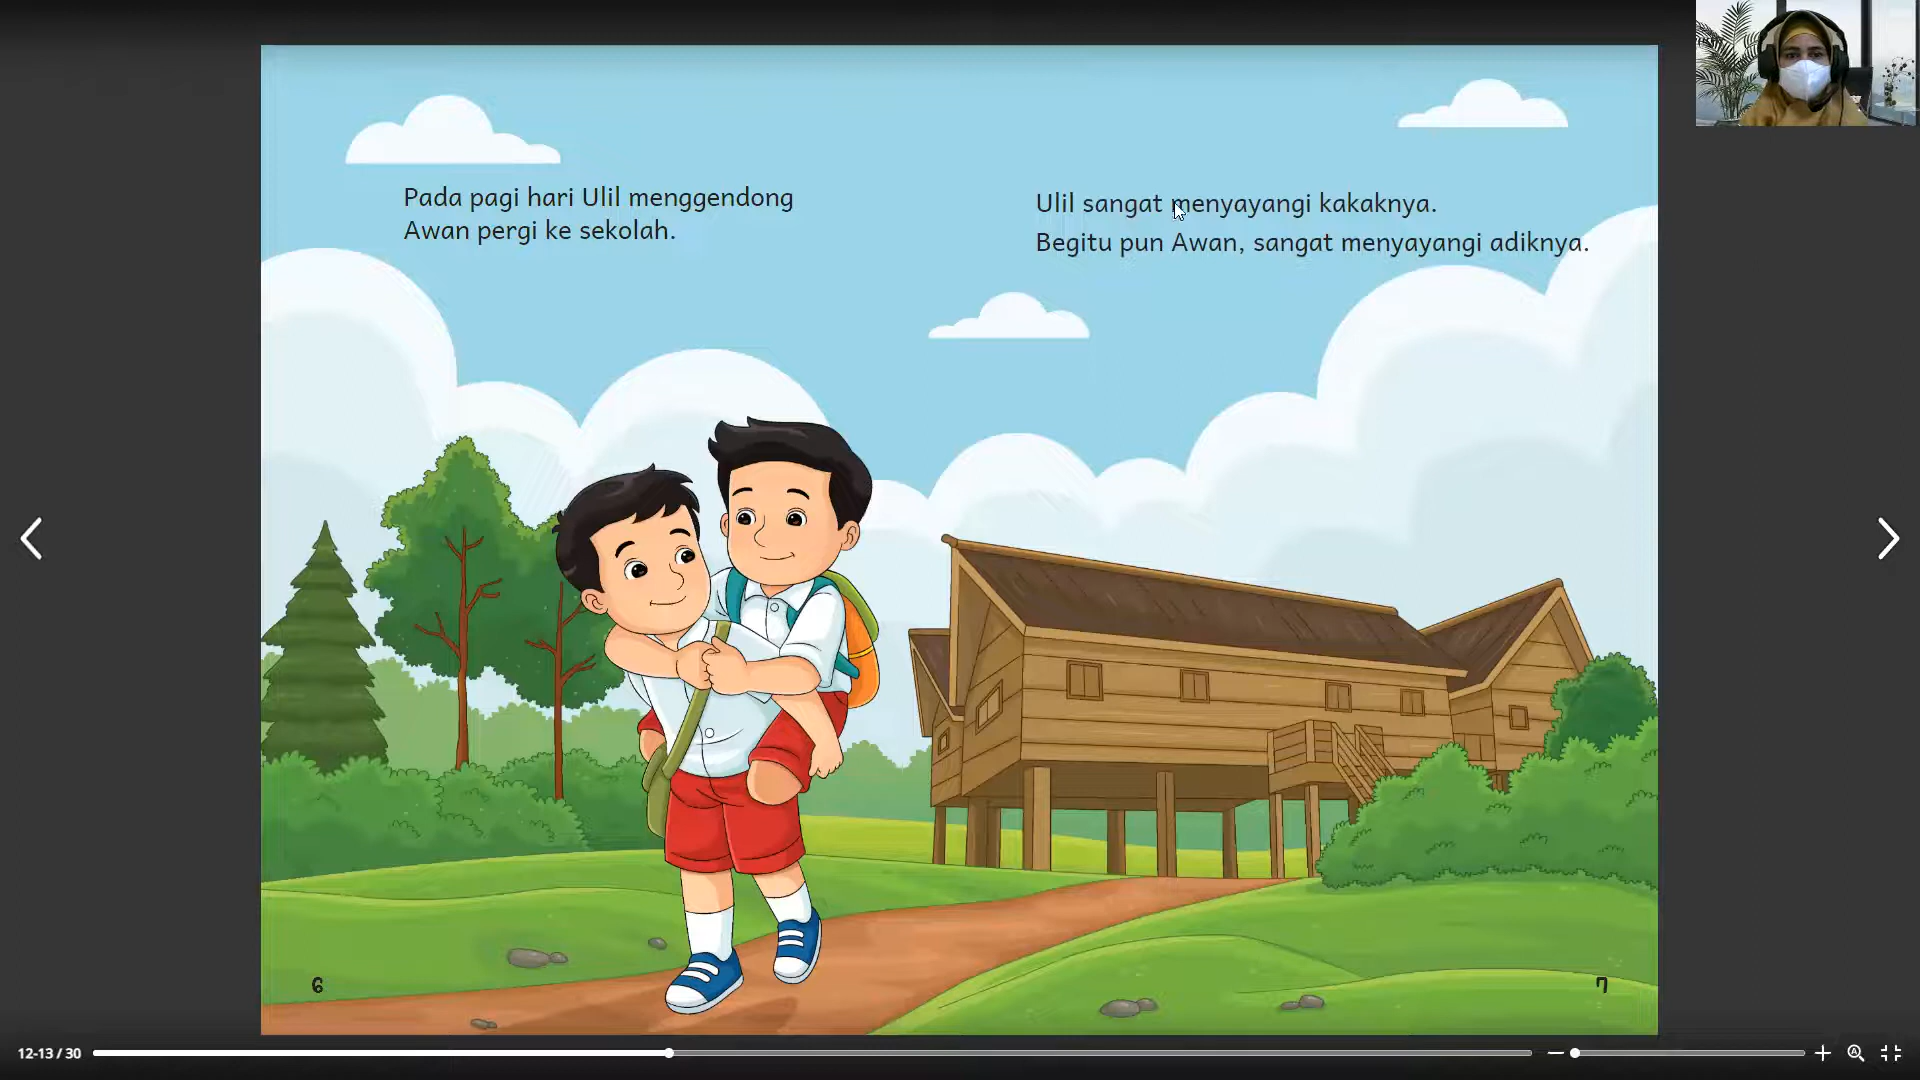 Pada pagi hari Ulil menggendong
Awan pergi ke sekolah.
Ulil sangat menyayangi kakaknya.
Begitu pun Awan, sangat menyayangi adiknya.
6
7
12-13 / 30